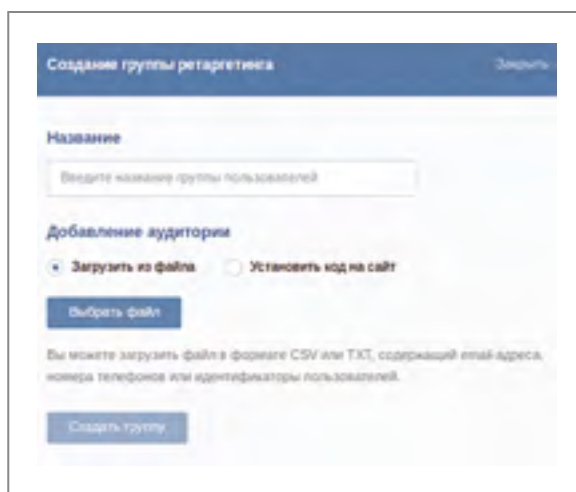 Создание группы ретаргетинга
Закрыть
Название
Введите название группы пользователей
Добавление аудитории
Загрузить из файла Установить код на сайт
Выбрать файл
Вы можете загрузить файл в формате CSV или TXT, содержащий email-адреса,
номера телефонов или идентификаторы пользователей.
Создать группу